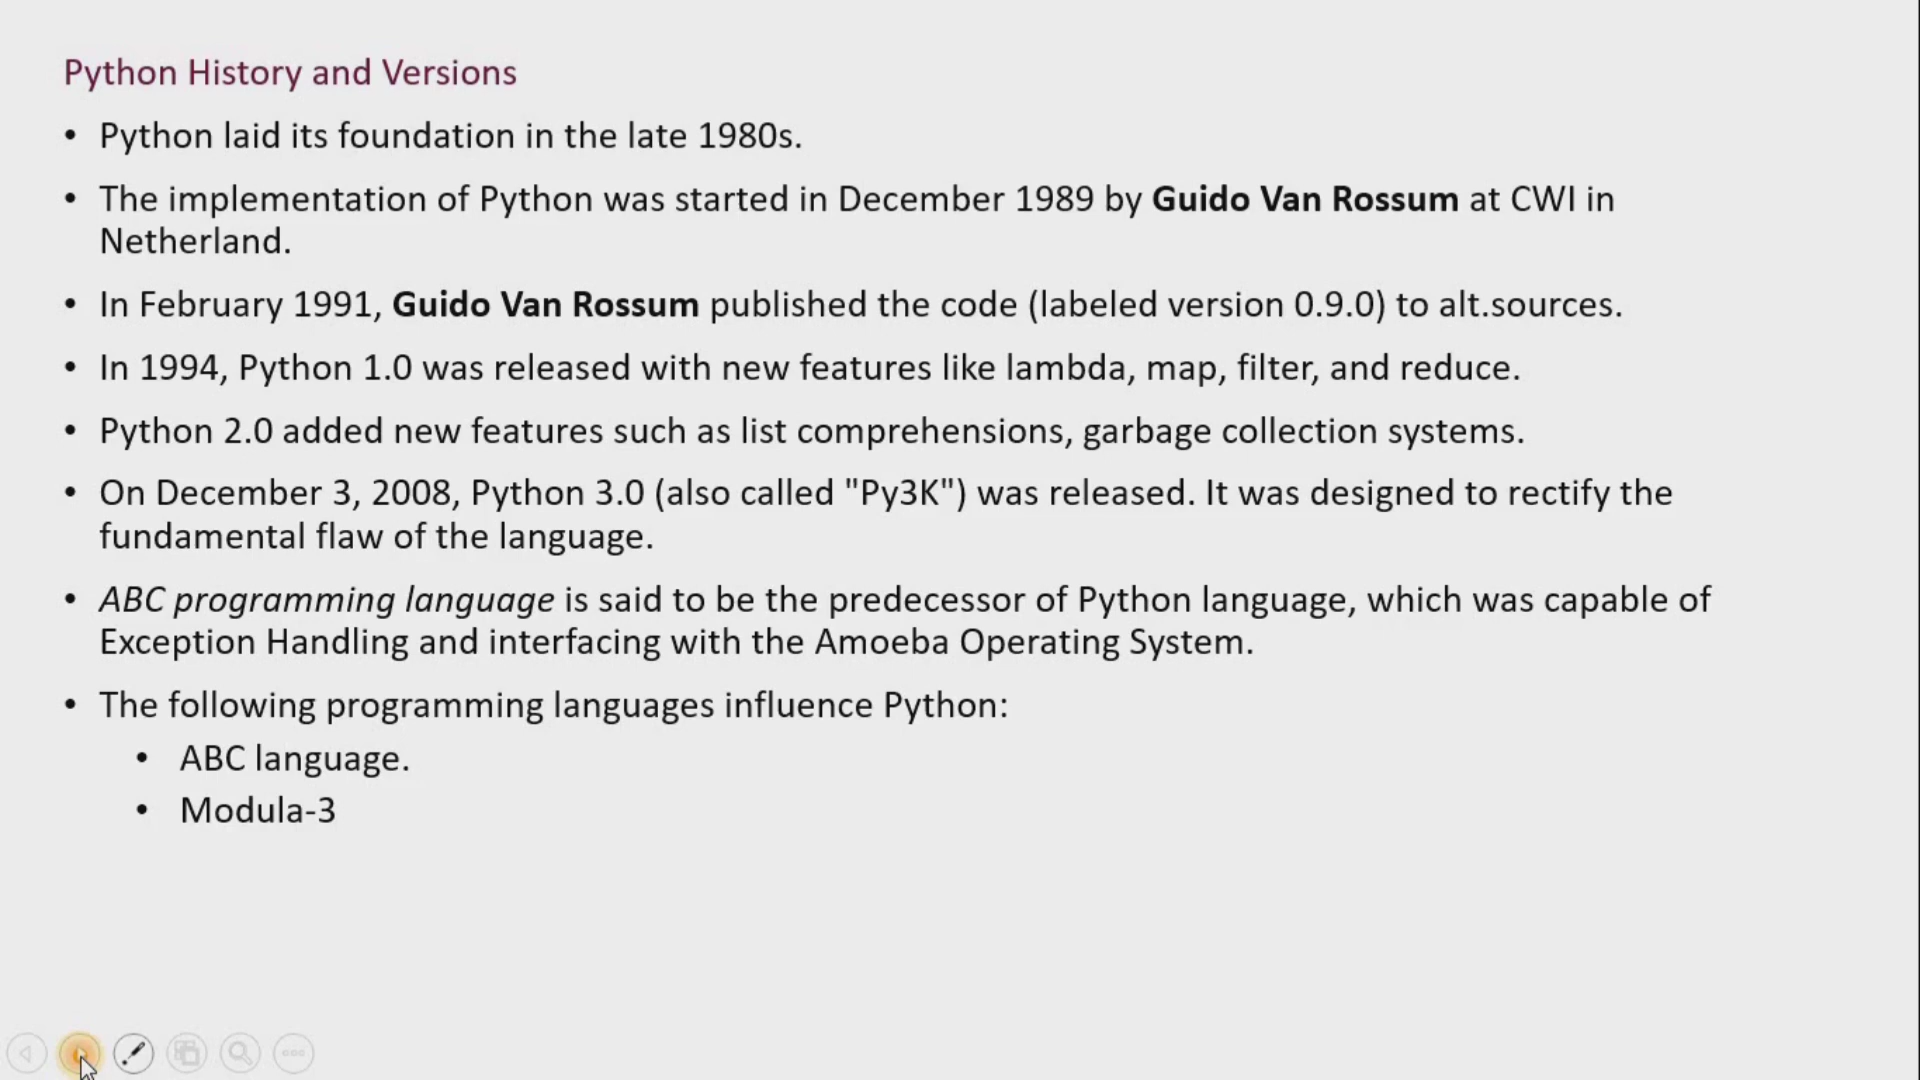 Python History and Versions
• Python laid its foundation in the late 1980s.
• The implementation of Python was started in December 1989 by Guido Van Rossum at CWI in
Netherland.
• In February 1991, Guido Van Rossum published the code (labeled version 0.9.0) to alt.sources.
• In 1994, Python 1.0 was released with new features like lambda, map, filter, and reduce.
• Python 2.0 added new features such as list comprehensions, garbage collection systems.
• On December 3, 2008, Python 3.0 (also called "Py3K") was released. It was designed to rectify the
fundamental flaw of the language.
• ABC programming language is said to be the predecessor of Python language, which was capable of
Exception Handling and interfacing with the Amoeba Operating System.
• The following programming languages influence Python:
• ABC language.
• Modula-3